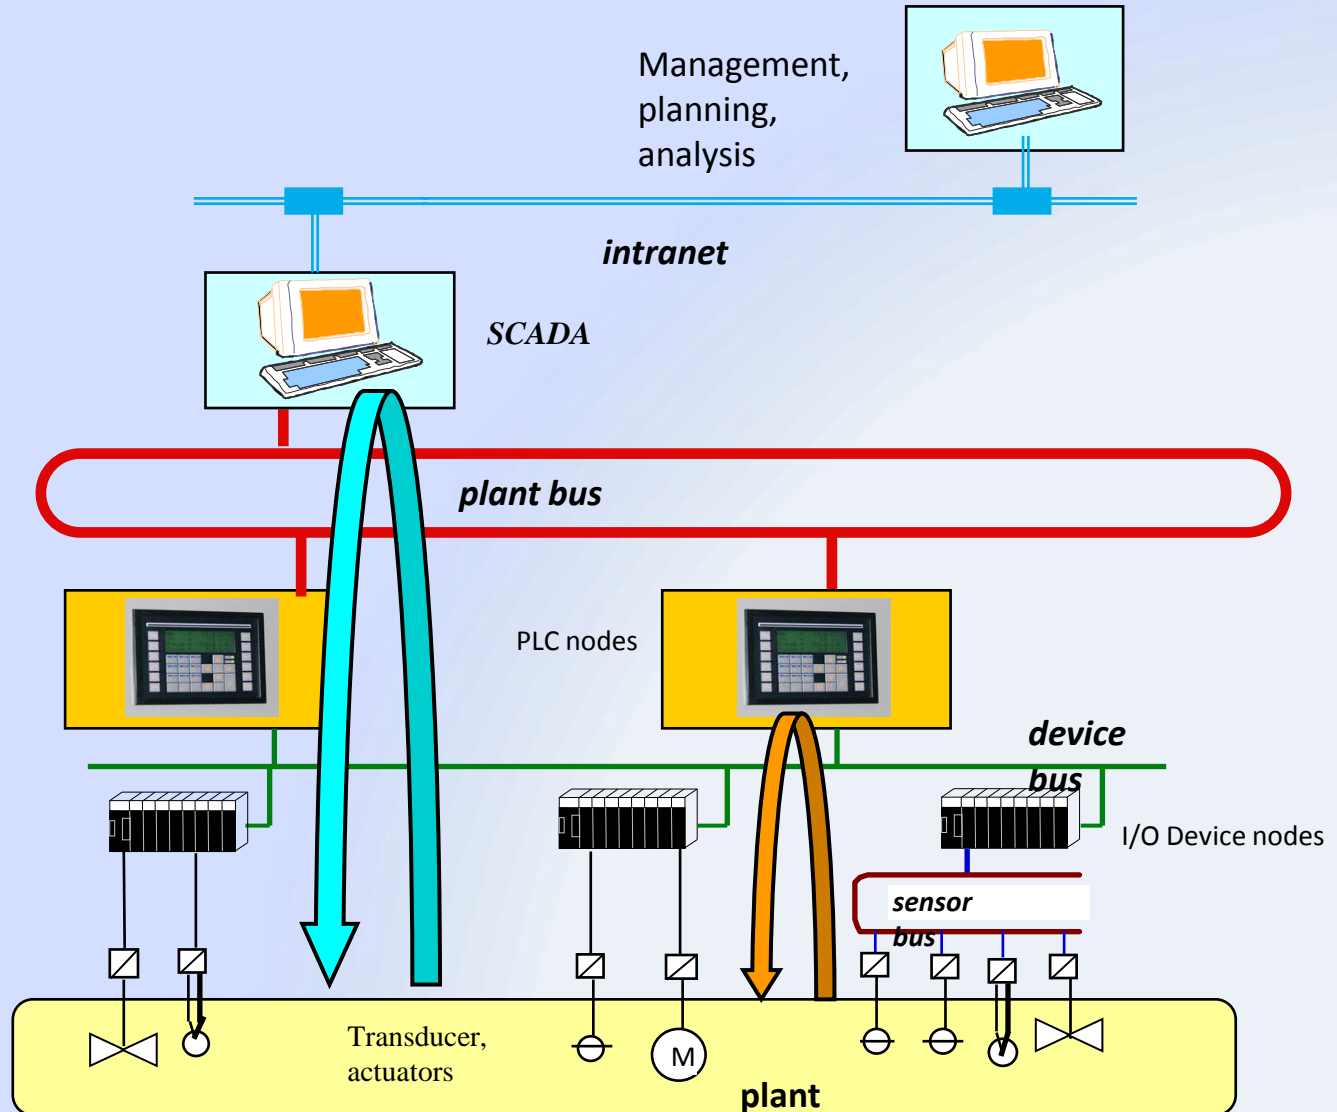 Management,
planning,
analysis
intranet
SCADA
plant bus
PLC nodes
device
bus
I/O Device nodes
sensor
bus
Transducer,
actuators
M
plant